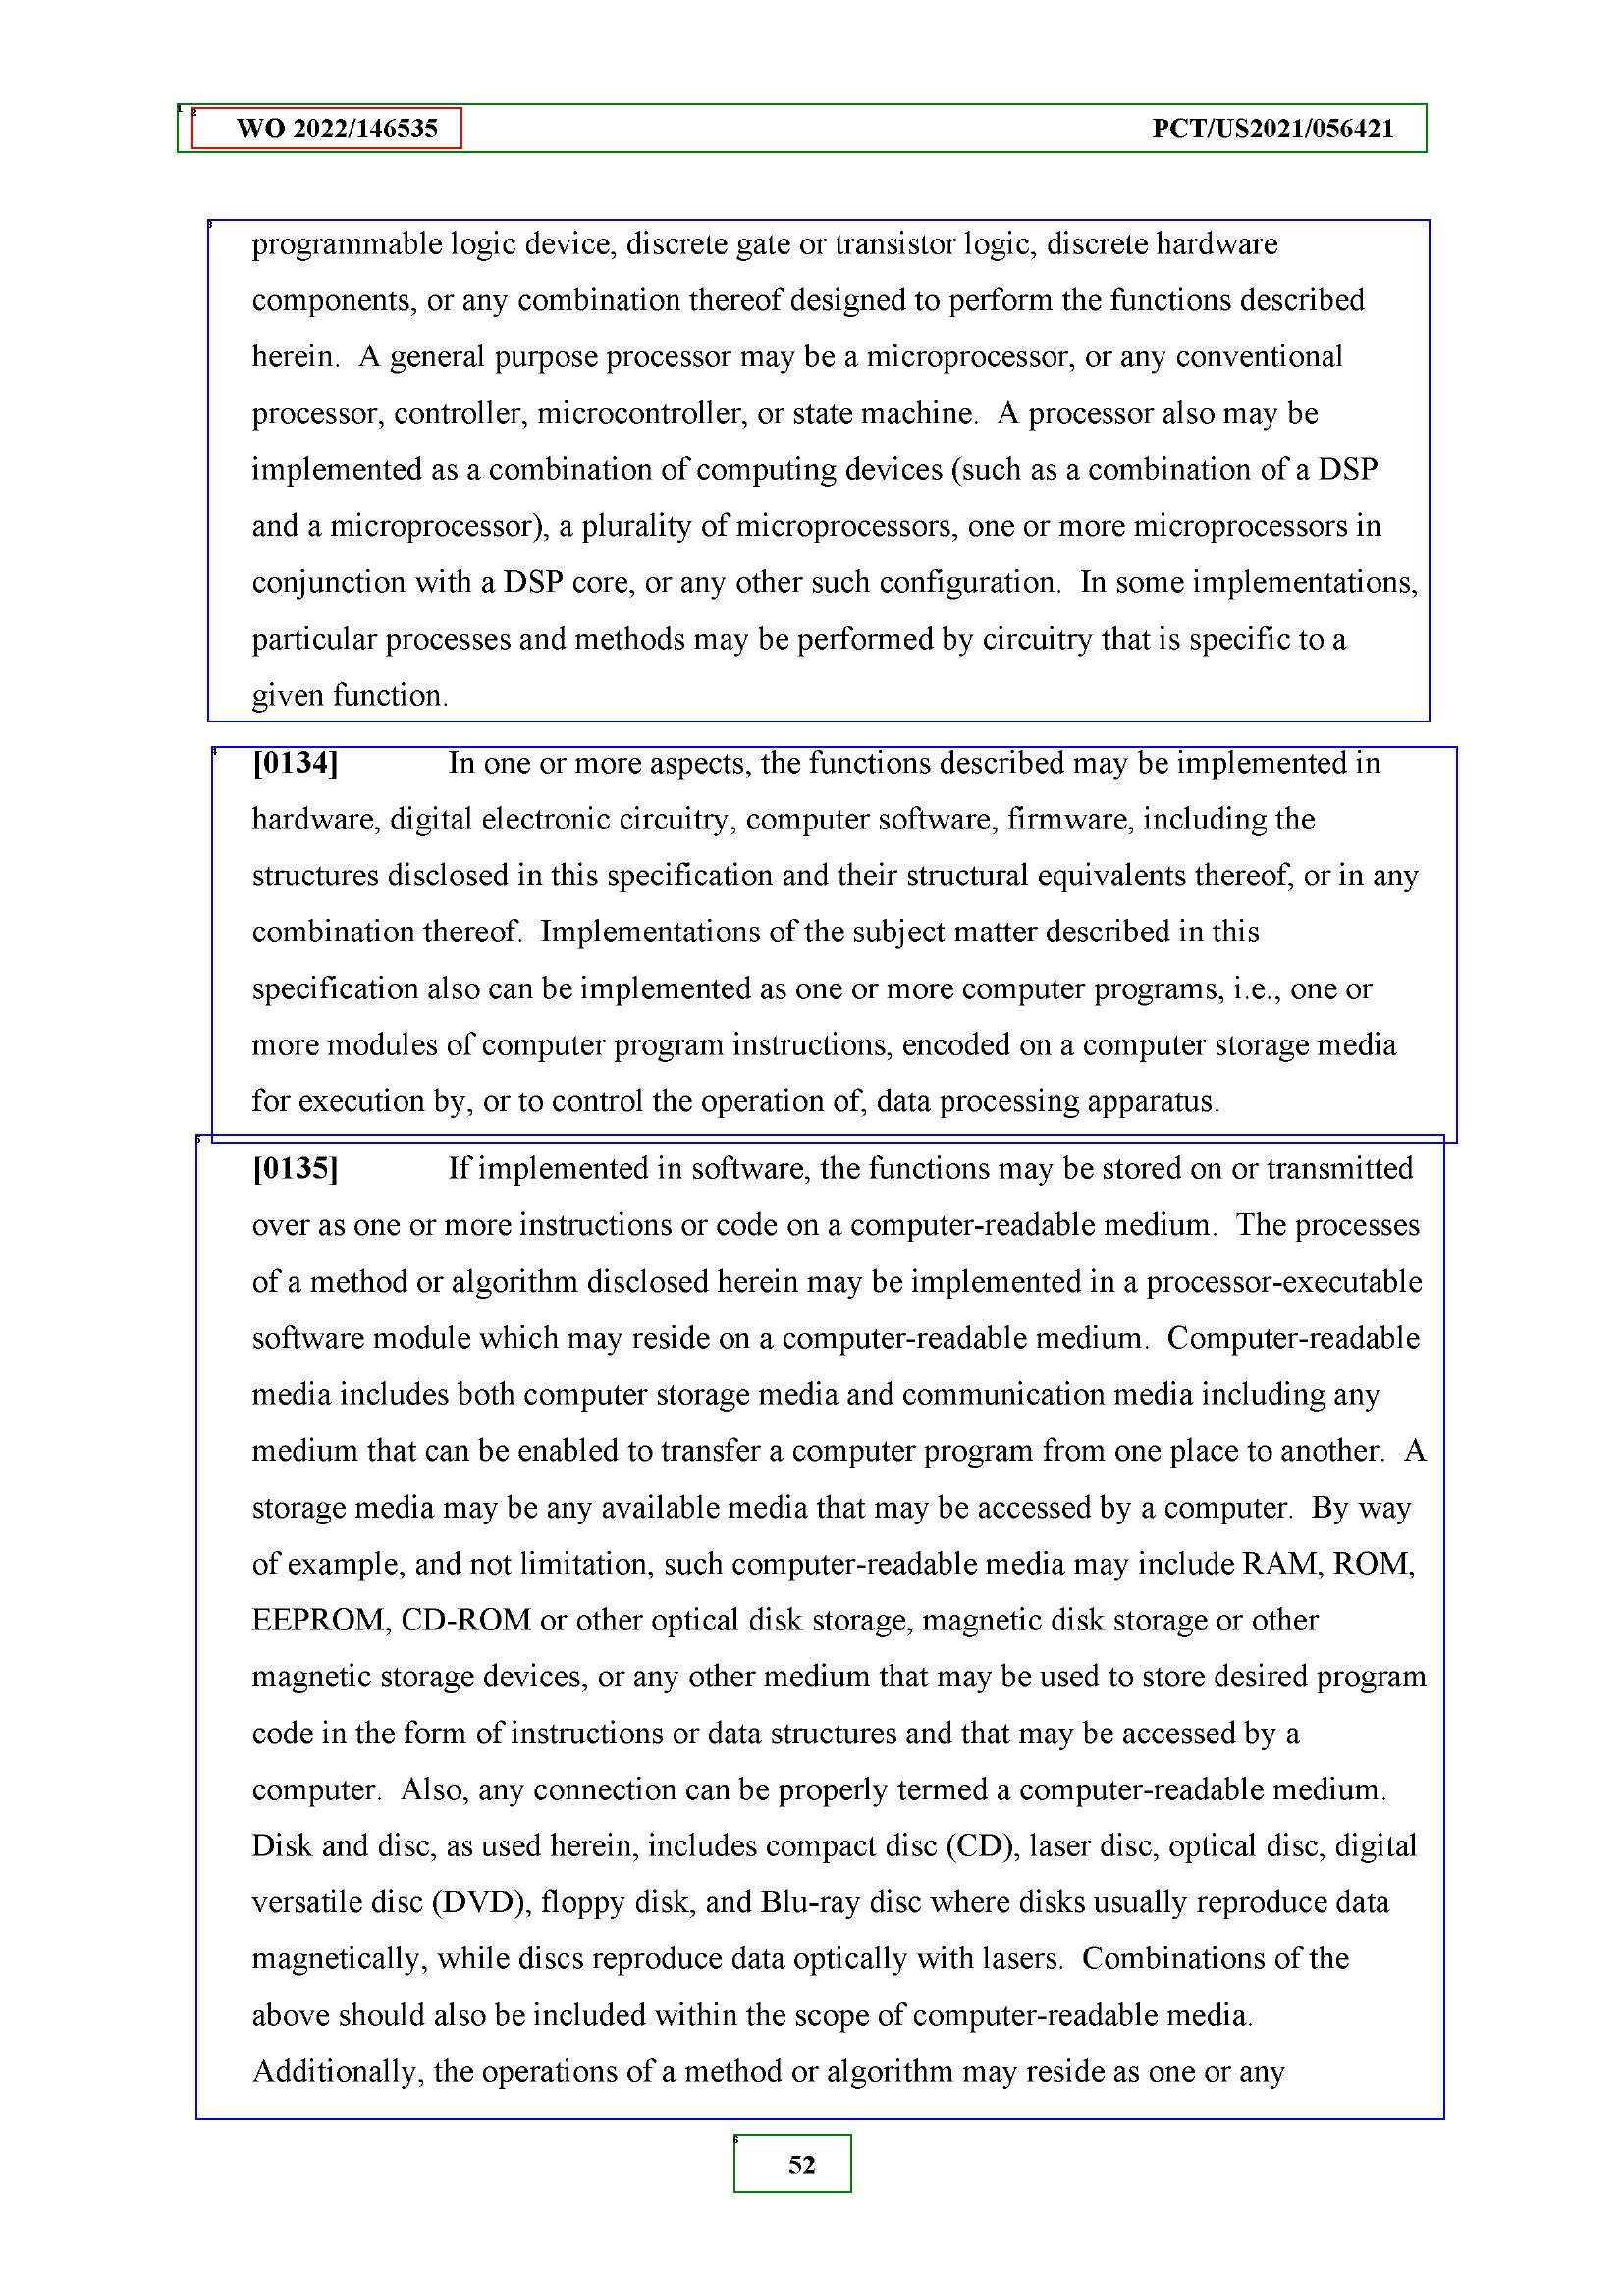 WO 2022/146535 PCT/US2021/056421
programmable logic device, discrete gate or transistor logic, discrete hardware
components, or any combination thereof designed to perform the functions described
herein. A general purpose processor may be a microprocessor, or any conventional
processor, controller, microcontroller, or state machine. A processor also may be
implemented as a combination of computing devices (such as a combination of a DSP
and a microprocessor), a plurality of microprocessors, one or more microprocessors in
conjunction with a DSP core, or any other such configuration. In some implementations,
particular processes and methods may be performed by circuitry that is specific to a
given function.
[0134] In one or more aspects, the functions described may be implemented in
hardware, digital electronic circuitry, computer software, firmware, including the
structures disclosed in this specification and their structural equivalents thereof, or in any
combination thereof. Implementations of the subject matter described in this
specification also can be implemented as one or more computer programs, i.e., one or
more modules of computer program instructions, encoded on a computer storage media
for execution by, or to control the operation of, data processing apparatus.
[0135] If implemented in software, the functions may be stored on or transmitted
over as one or more instructions or code on a computer-readable medium. The processes
of a method or algorithm disclosed herein may be implemented in a processor-executable
software module which may reside on a computer-readable medium. Computer-readable
media includes both computer storage media and communication media including any
medium that can be enabled to transfer a computer program from one place to another. A
storage media may be any available media that may be accessed by a computer. By way
of example, and not limitation, such computer-readable media may include RAM, ROM,
EEPROM, CD-ROM or other optical disk storage, magnetic disk storage or other
magnetic storage devices, or any other medium that may be used to store desired program
code in the form of instructions or data structures and that may be accessed by a
computer. Also, any connection can be properly termed a computer-readable medium.
Disk and disc, as used herein, includes compact disc (CD), laser disc, optical disc, digital
versatile disc (DVD), floppy disk, and Blu-ray disc where disks usually reproduce data
magnetically, while discs reproduce data optically with lasers. Combinations of the
above should also be included within the scope of computer-readable media.
Additionally, the operations of a method or algorithm may reside as one or any
52